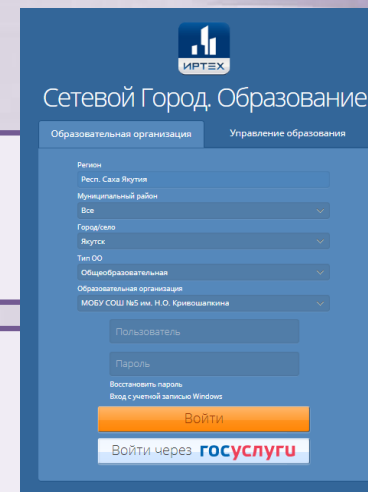 ИРТЕХ
Сетевой Город. Образование
Образовательная организация
Управление образования
Регион
Респ. Саха Якутия
Муниципальный район
Все
Город/село
Якутск
Тип ОО
Общеобразовательная
Образовательная организация
МОБУ СОШ №5 им. Н.О. Кривошапкина
Пользователь
Пароль
Восстановить пароль
Вход с учетной записью Windows
Войти
Войти через госуслуги